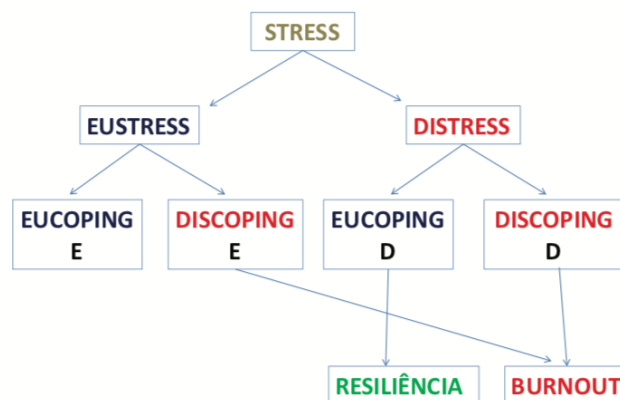 STRESS
EUSTRESS
DISTRESS
EUCOPING
E
DISCOPING
E
EUCOPING
D
DISCOPING
D
RESILIÊNCIA
BURNOUT